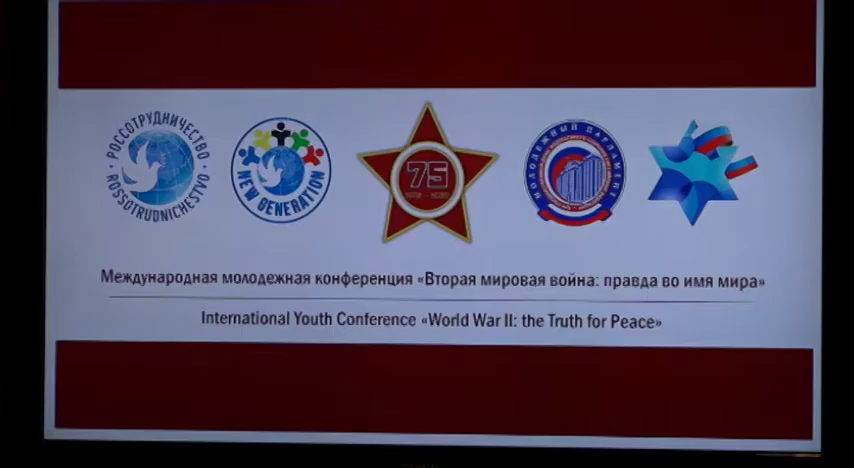 РОССОТРУДНИЧЕСТВО
ROSSOTRUDNICHESTVO
NEW GENERATION
75
МОЛОДЕЖНЫЙ ПАРЛАМЕНТ
Международная молодежная конференция «Вторая мировая война: правда во имя мира»
International Youth Conference «World War II: the Truth for Peace»